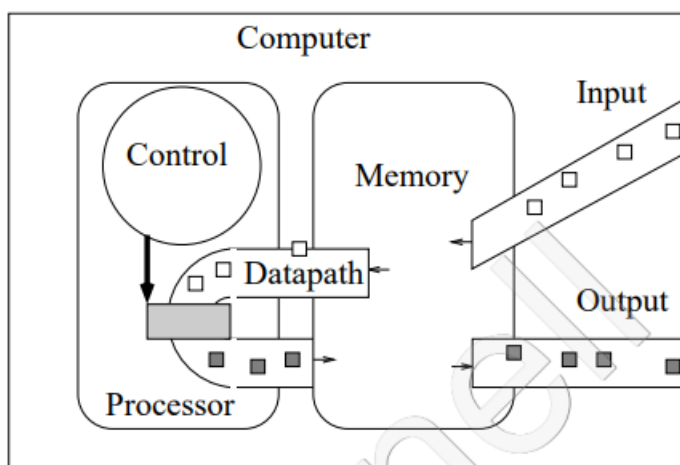 Computer
Input
Control
Memory
Datapath
Output
Processor